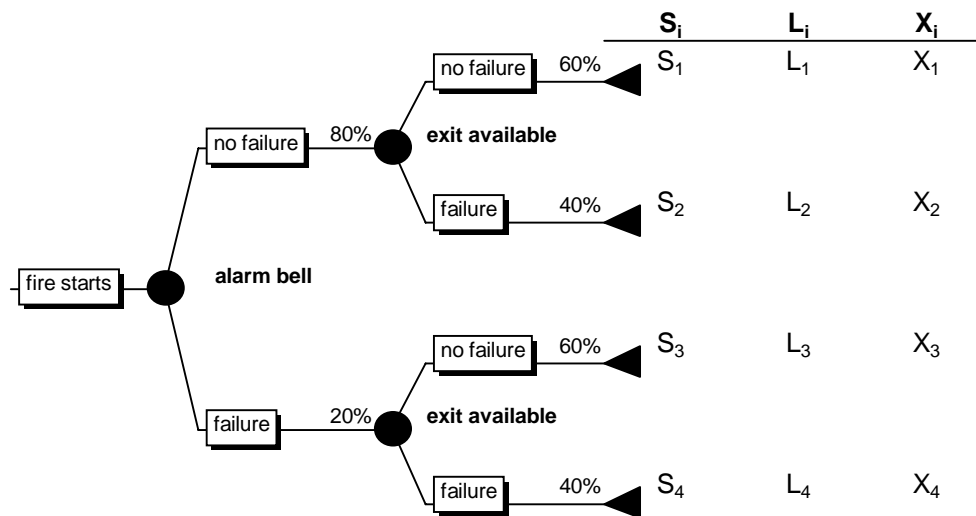 Sᵢ Lᵢ Xᵢ
no failure 60% S₁ L₁ X₁
no failure 80% exit available
failure 40% S₂ L₂ X₂
fire starts alarm bell
no failure 60% S₃ L₃ X₃
failure 20% exit available
failure 40% S₄ L₄ X₄